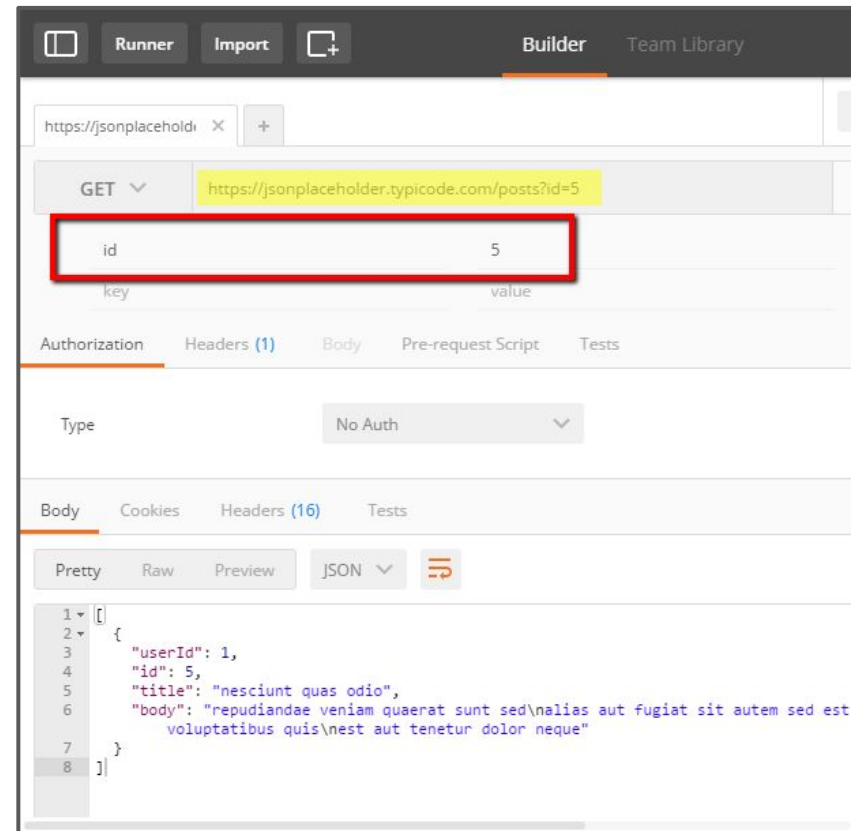 Runner Import Builder Team Library
https://jsonplaceholde × +
GET https://jsonplaceholder.typicode.com/posts?id=5
id 5
key value
Authorization Headers (1) Body Pre-request Script Tests
Type No Auth
Body Cookies Headers (16) Tests
Pretty Raw Preview JSON
1 [
2 {
3 "userId": 1,
4 "id": 5,
5 "title": "nesciunt quas odio",
6 "body": "repudiandae veniam quaerat sunt sed\nalias aut fugiat sit autem sed est
voluptatibus quis\nest aut tenetur dolor neque"
7 }
8 ]